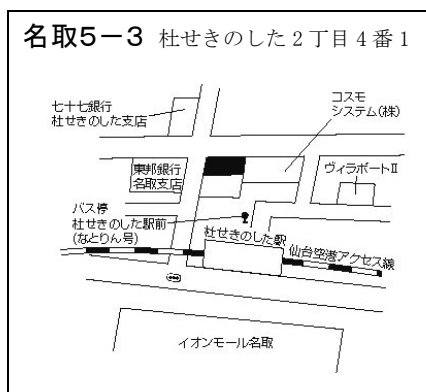 名取5－3 杜せきのした2丁目4番1
七十七銀行
杜せきのした支店
コスモ
システム(株)
東邦銀行
名取支店
ヴィラポートⅡ
バス停
杜せきのした駅前
(なとりん号)
杜せきのした駅
仙台空港アクセス線
イオンモール名取